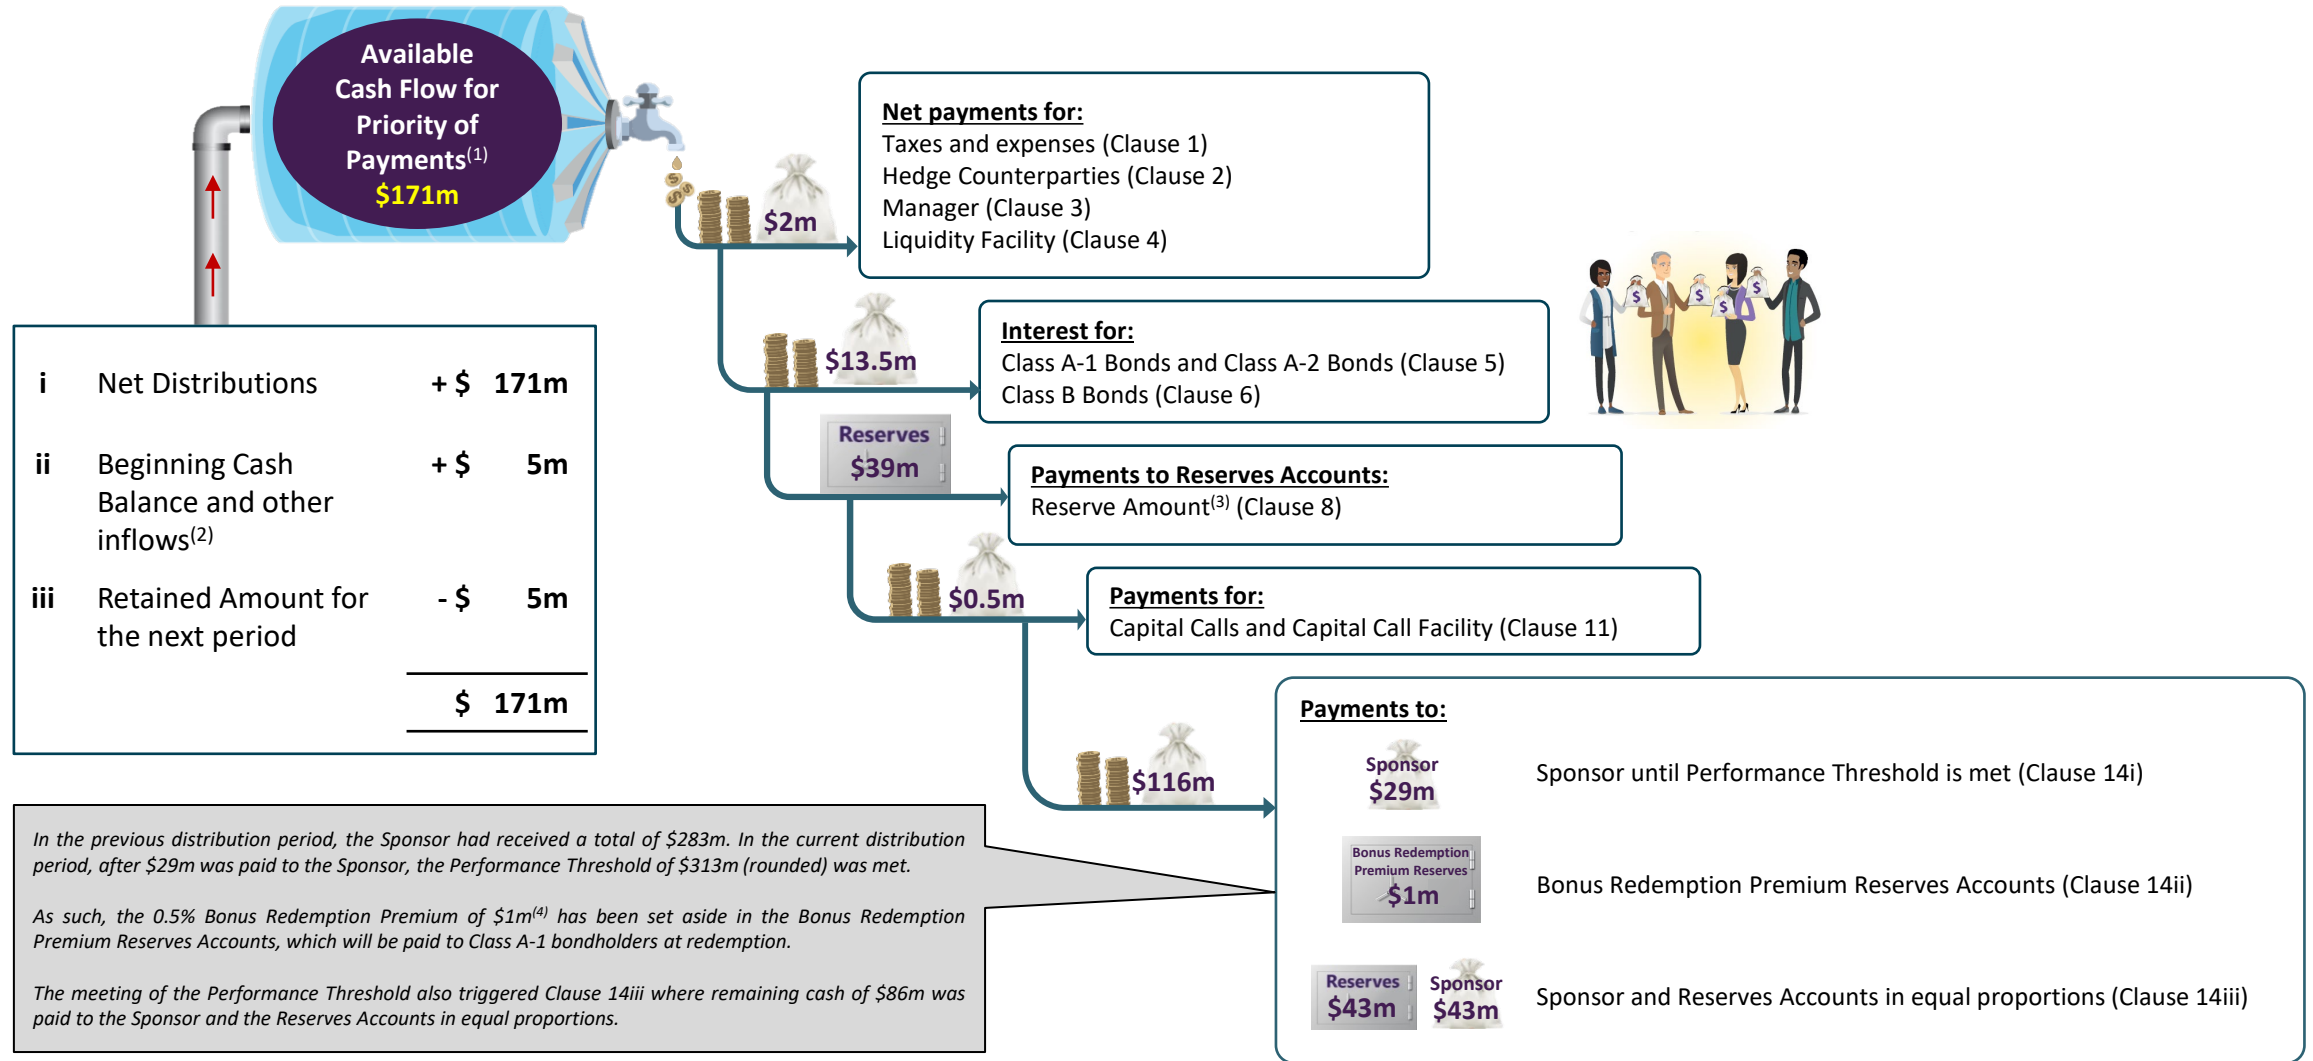 Available
Cash Flow for
Priority of
Payments(1)
$171m
i Net Distributions + $ 171m
ii Beginning Cash + $ 5m
Balance and other
inflows(2)
iii Retained Amount for - $ 5m
the next period
$ 171m
$2m
Net payments for:
Taxes and expenses (Clause 1)
Hedge Counterparties (Clause 2)
Manager (Clause 3)
Liquidity Facility (Clause 4)
$13.5m
Interest for:
Class A-1 Bonds and Class A-2 Bonds (Clause 5)
Class B Bonds (Clause 6)
Reserves
$39m
Payments to Reserves Accounts:
Reserve Amount(3) (Clause 8)
$0.5m
Payments for:
Capital Calls and Capital Call Facility (Clause 11)
$116m
Payments to:
Sponsor
$29m
Sponsor until Performance Threshold is met (Clause 14i)
Bonus Redemption
Premium Reserves
$1m
Bonus Redemption Premium Reserves Accounts (Clause 14ii)
Reserves
$43m
Sponsor
$43m
Sponsor and Reserves Accounts in equal proportions (Clause 14iii)
In the previous distribution period, the Sponsor had received a total of $283m. In the current distribution
period, after $29m was paid to the Sponsor, the Performance Threshold of $313m (rounded) was met.
As such, the 0.5% Bonus Redemption Premium of $1m(4) has been set aside in the Bonus Redemption
Premium Reserves Accounts, which will be paid to Class A-1 bondholders at redemption.
The meeting of the Performance Threshold also triggered Clause 14iii where remaining cash of $86m was
paid to the Sponsor and the Reserves Accounts in equal proportions.
$
$
$
$